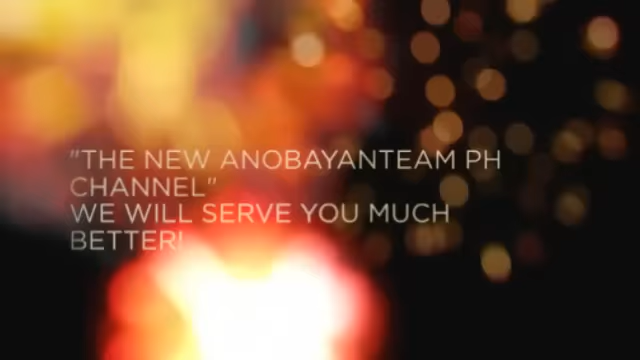 "THE NEW ANOBAYANTEAM PH
CHANNEL"
WE WILL SERVE YOU MUCH
BETTER!